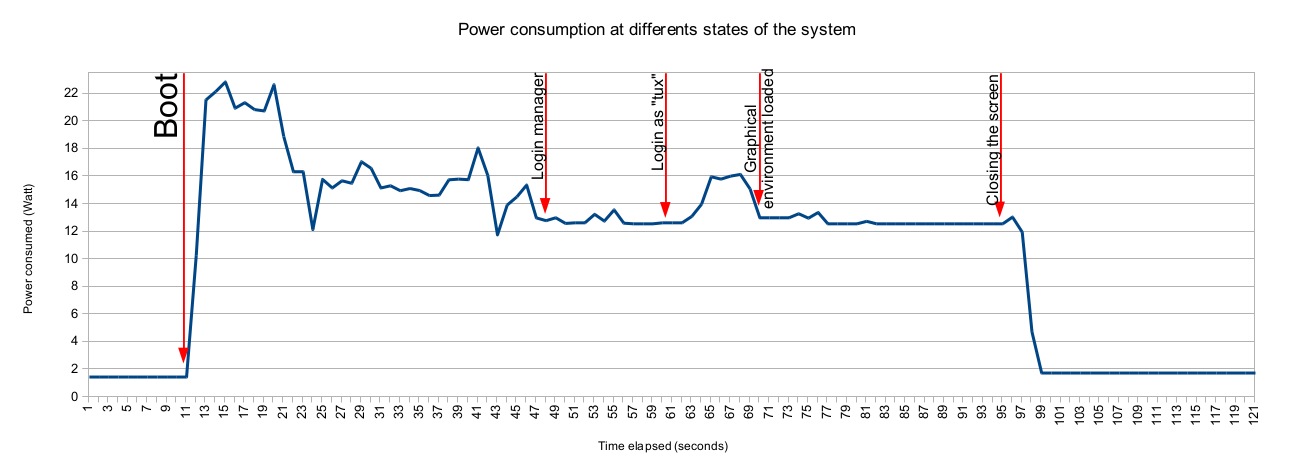 Power consumption at differents states of the system
Boot
Login manager
Login as "tux"
Graphical
environment loaded
Closing the screen
Power consumed (Watt)
22
20
18
16
14
12
10
8
6
4
2
0
1 3 5 7 9 11 13 15 17 19 21 23 25 27 29 31 33 35 37 39 41 43 45 47 49 51 53 55 57 59 61 63 65 67 69 71 73 75 77 79 81 83 85 87 89 91 93 95 97 99 101 103 105 107 109 111 113 115 117 119 121
Time elapsed (seconds)